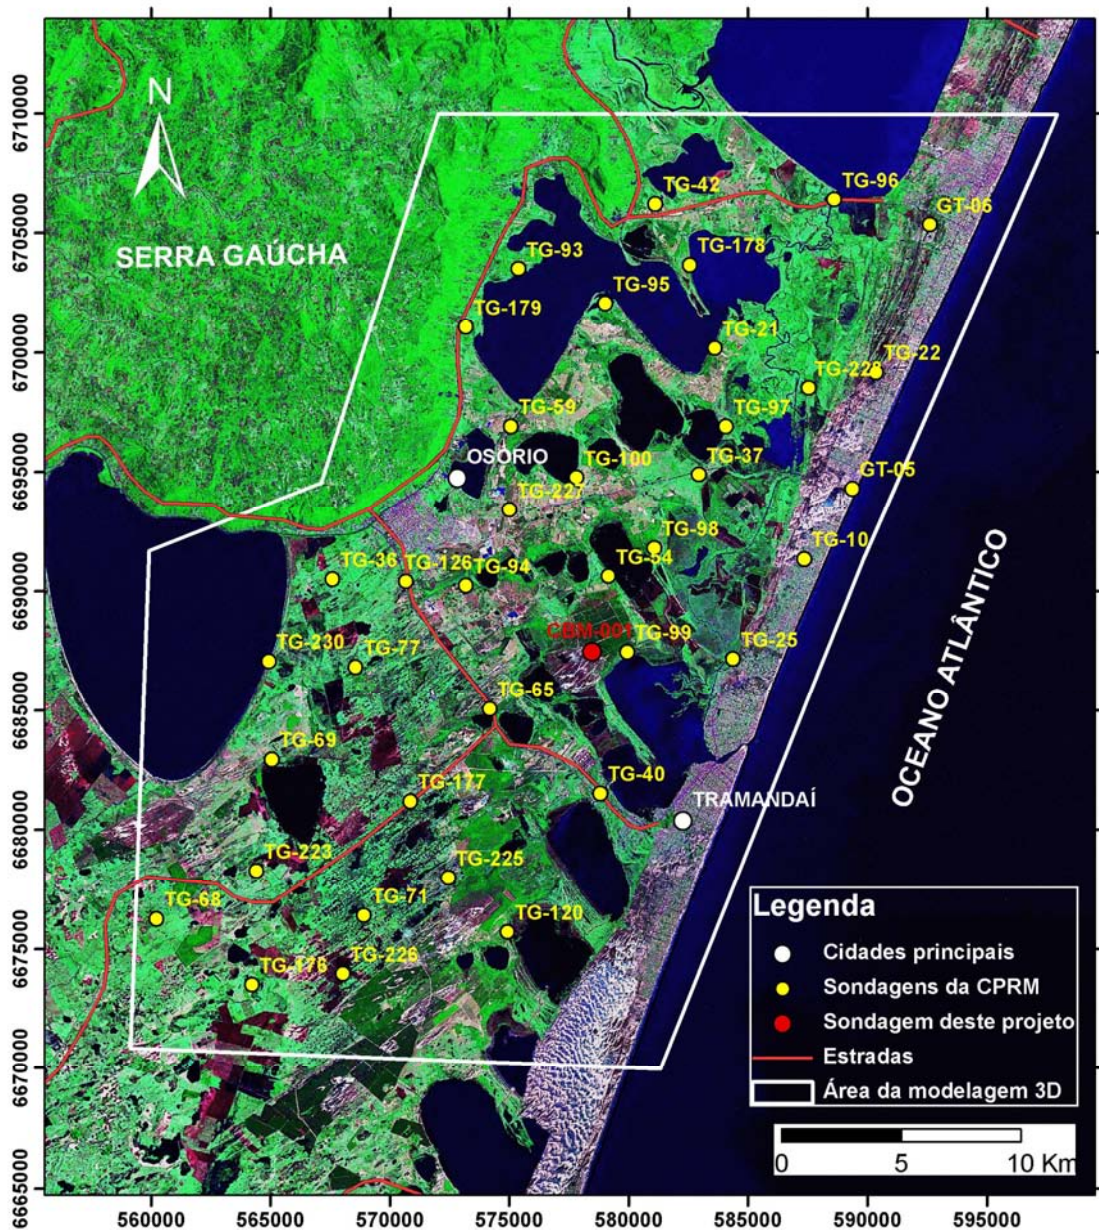 6710000
N
TG-42
TG-96
GT-06
6705000
SERRA GAÚCHA
TG-93
TG-178
TG-95
TG-179
TG-21
6700000
TG-228
TG-22
TG-59
TG-97
6695000
OSÓRIO
TG-100
TG-37
GT-05
TG-227
TG-98
TG-10
TG-36
TG-126
TG-94
TG-54
6690000
CBM-001
TG-99
TG-25
TG-230
TG-77
OCEANO ATLÂNTICO
6685000
TG-65
TG-69
TG-177
TG-40
TRAMANDAÍ
6680000
TG-223
TG-225
TG-68
TG-71
TG-120
6675000
TG-176
TG-226
6670000
6665000
Legenda
Cidades principais
Sondagens da CPRM
Sondagem deste projeto
Estradas
Área da modelagem 3D
0 5 10 Km
560000 565000 570000 575000 580000 585000 590000 595000